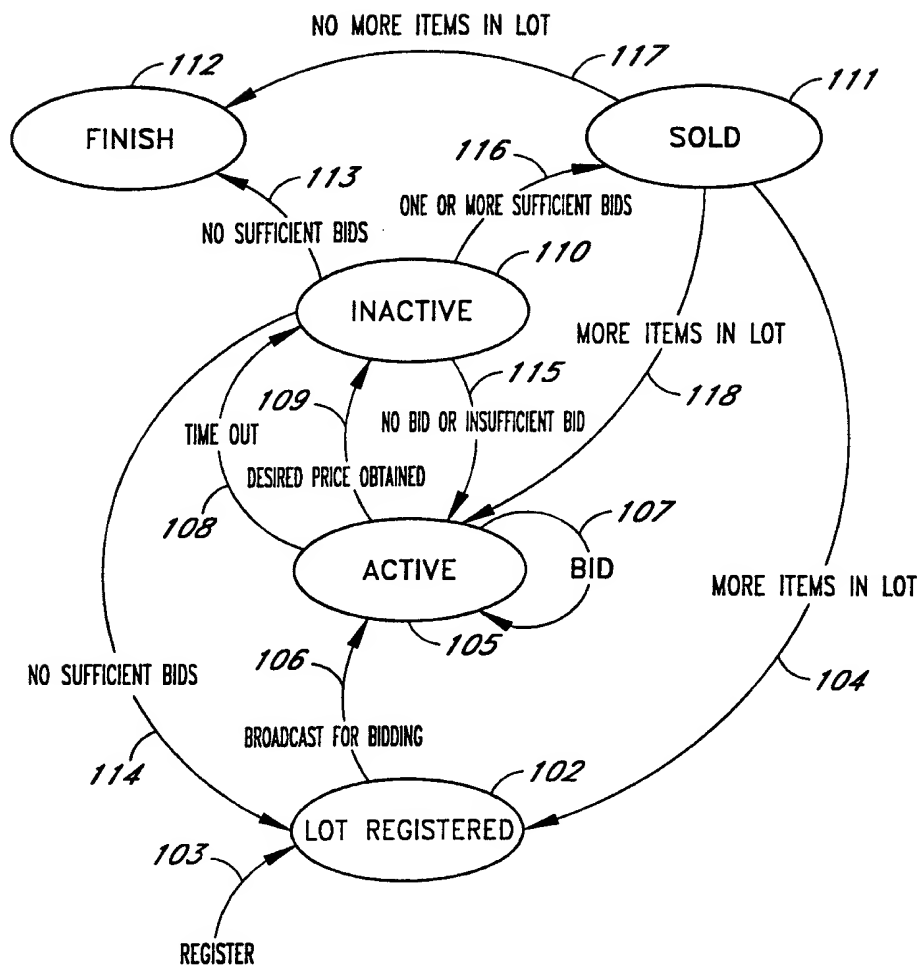 NO MORE ITEMS IN LOT
112
117
111
FINISH
SOLD
116
113
ONE OR MORE SUFFICIENT BIDS
NO SUFFICIENT BIDS
110
INACTIVE
MORE ITEMS IN LOT
115
109
118
NO BID OR INSUFFICIENT BID
TIME OUT
DESIRED PRICE OBTAINED
107
108
ACTIVE
BID
MORE ITEMS IN LOT
105
106
NO SUFFICIENT BIDS
104
BROADCAST FOR BIDDING
102
114
LOT REGISTERED
103
REGISTER